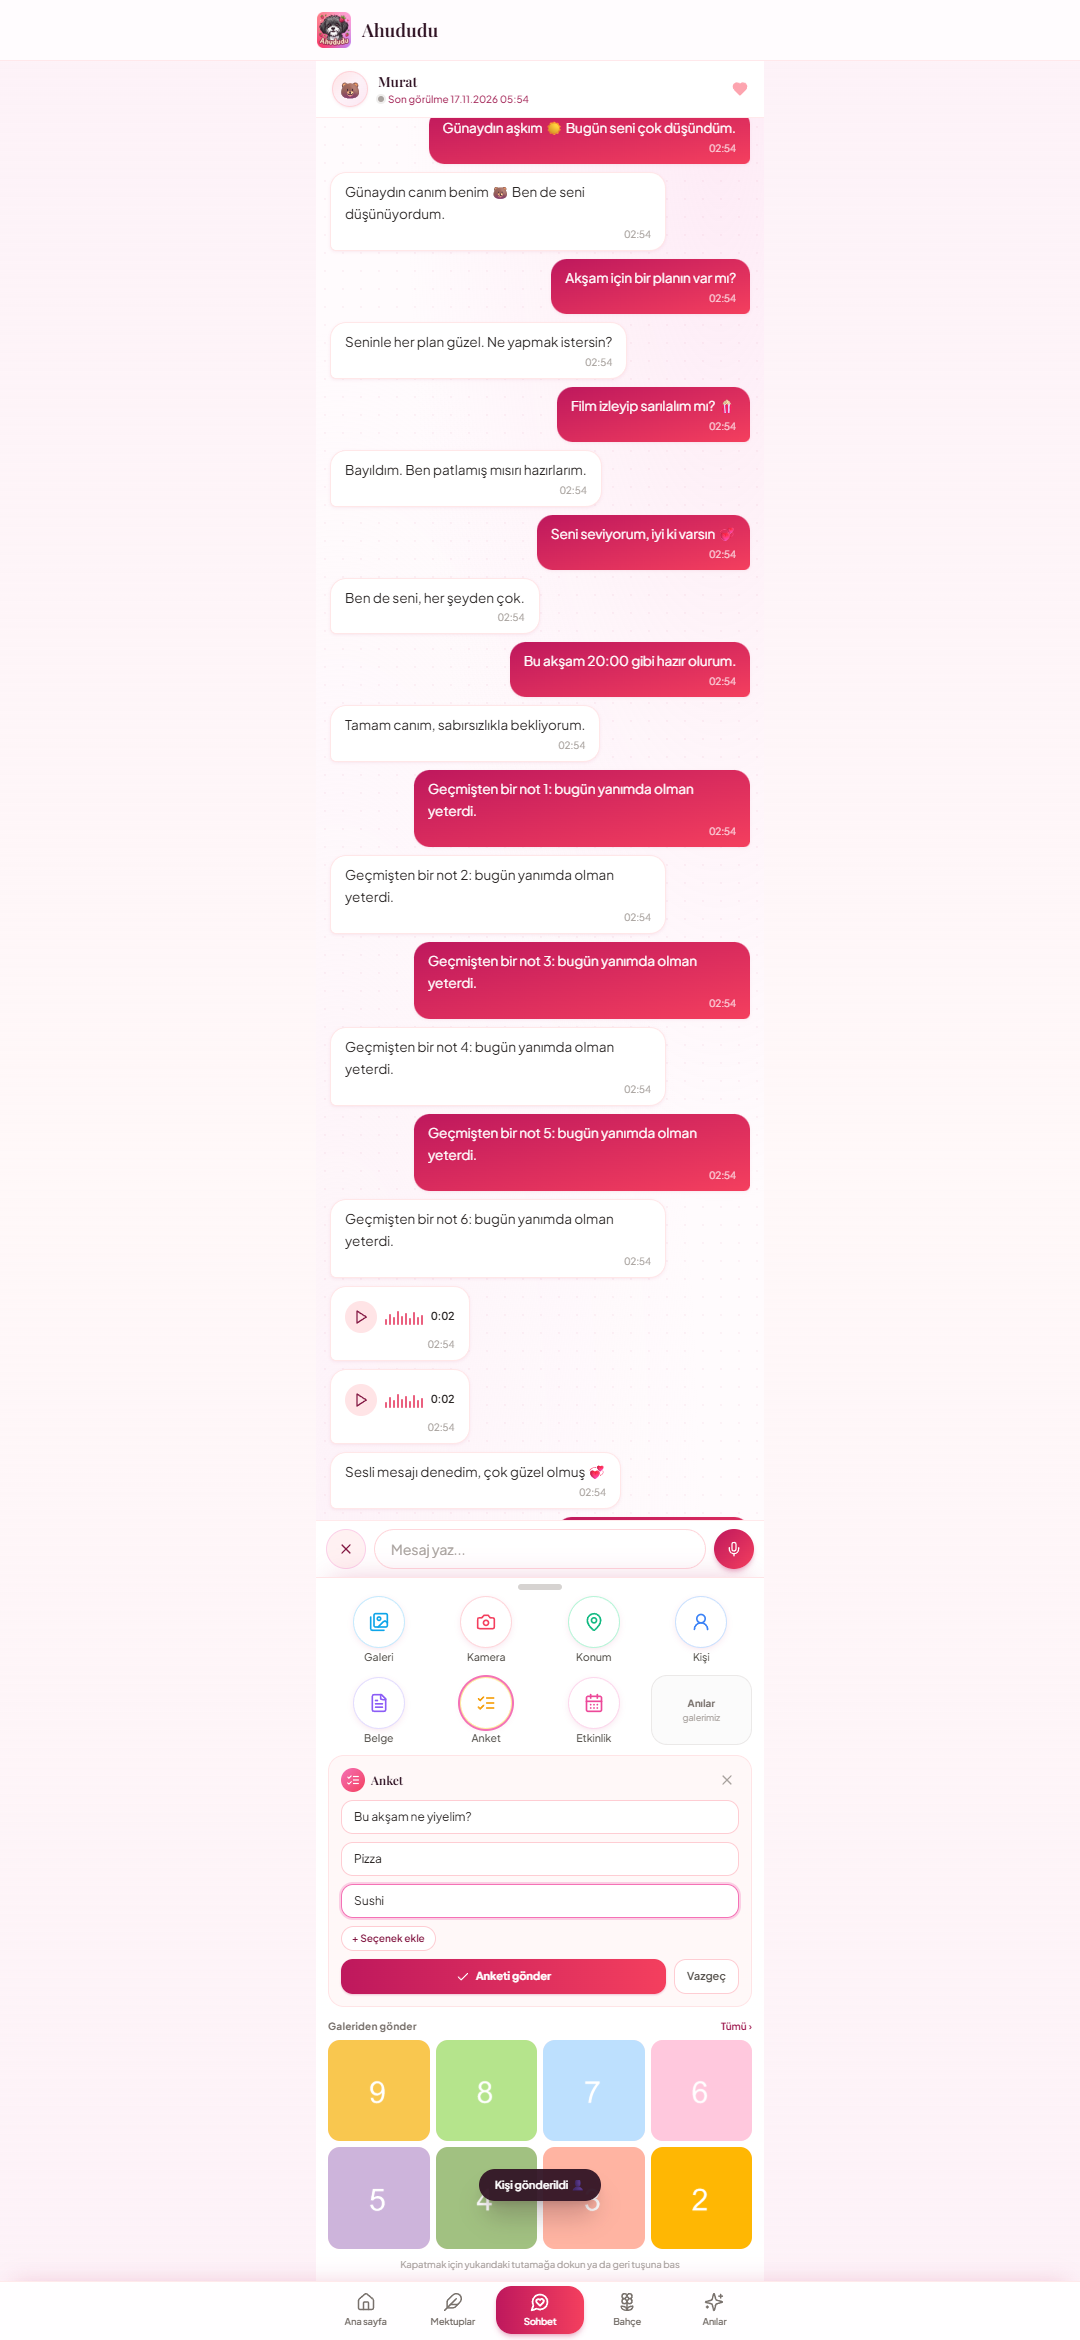 Ahududu
Ahududu
Murat
Son görülme 17.11.2026 05:54
Günaydın aşkım 🌼 Bugün seni çok düşündüm.
02:54
Günaydın canım benim 🐻 Ben de seni
düşünüyordum.
02:54
Akşam için bir planın var mı?
02:54
Seninle her plan güzel. Ne yapmak istersin?
02:54
Film izleyip sarılalım mı?
02:54
Bayıldım. Ben patlamış mısırı hazırlarım.
02:54
Seni seviyorum, iyi ki varsın 💕
02:54
Ben de seni, her şeyden çok.
02:54
Bu akşam 20:00 gibi hazır olurum.
02:54
Tamam canım, sabırsızlıkla bekliyorum.
02:54
Geçmişten bir not 1: bugün yanımda olman
yeterdi.
02:54
Geçmişten bir not 2: bugün yanımda olman
yeterdi.
02:54
Geçmişten bir not 3: bugün yanımda olman
yeterdi.
02:54
Geçmişten bir not 4: bugün yanımda olman
yeterdi.
02:54
Geçmişten bir not 5: bugün yanımda olman
yeterdi.
02:54
Geçmişten bir not 6: bugün yanımda olman
yeterdi.
02:54
0:02
02:54
0:02
02:54
Sesli mesajı denedim, çok güzel olmuş 💞
02:54
Mesaj yaz...
Galeri Kamera Konum Kişi
Belge Anket Etkinlik Anılar
galerimiz
Anket
Bu akşam ne yiyelim?
Pizza
Sushi
+ Seçenek ekle
Anketi gönder Vazgeç
Galeriden gönder Tümü ›
9 8 7 6
5 4 3 2
Kişi gönderildi 👤
Kapatmak için yukarıdaki tutamağa dokun ya da geri tuşuna bas
Ana sayfa Mektuplar Sohbet Bahçe Anılar